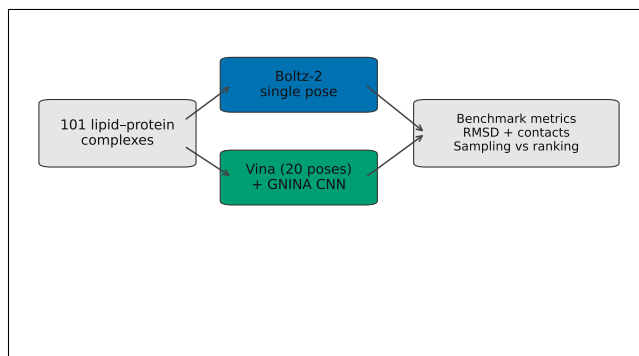 101 lipid–protein
complexes
Boltz-2
single pose
Vina (20 poses)
+ GNINA CNN
Benchmark metrics
RMSD + contacts
Sampling vs ranking